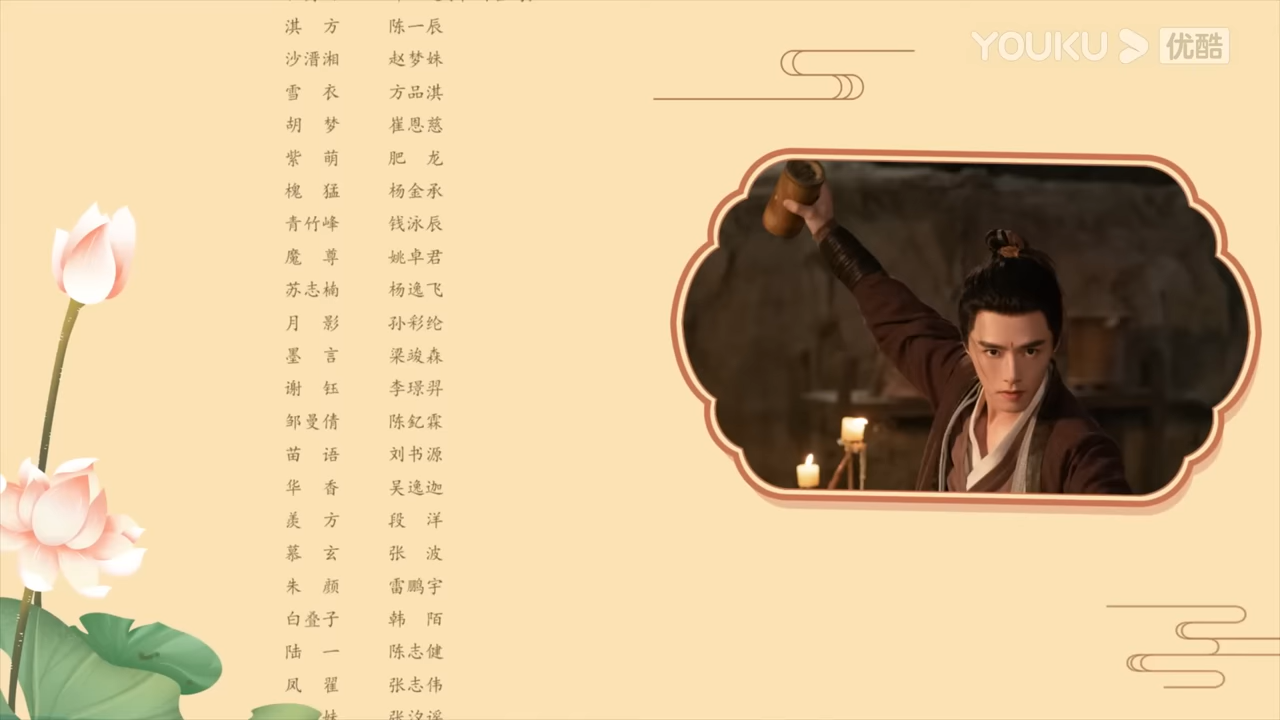 YOUKU 优酷
淇方 陈一辰
沙溍湘 赵梦姝
雪衣 方品淇
胡梦 崔恩慈
紫萌 肥龙
槐猛 杨金承
青竹峰 钱泳辰
魔尊 姚卓君
苏志楠 杨逸飞
月影 孙彩纶
墨言 梁竣森
谢钰 李璟羿
邹曼倩 陈釔霖
苗语 刘书源
华香 吴逸迦
羡方 段洋
慕玄 张波
朱颜 雷鹏宇
白叠子 韩陌
陆一 陈志健
凤翟 张志伟